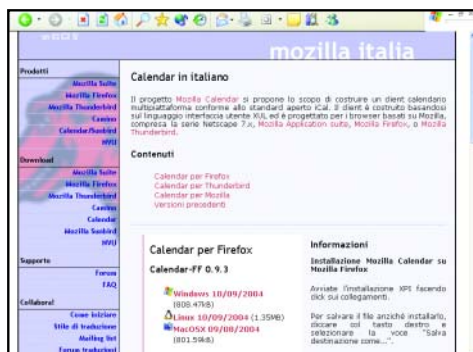 mozilla italia
Prodotti
Mozilla Suite
Mozilla Firefox
Mozilla Thunderbird
Camino
Calendar/Sunbird
NVU
Download
Mozilla Suite
Mozilla Firefox
Mozilla Thunderbird
Camino
Calendar
Mozilla Sunbird
NVU
Supporto
Forum
FAQ
Collabora!
Come iniziare
Stile di traduzione
Mailing list
Forum traduzioni
Calendar in italiano
Il progetto Mozilla Calendar si propone lo scopo di costruire un client calendario
multipiattaforma conforme allo standard aperto iCal. Il client è costruito basandosi
sul linguaggio interfaccia utente XUL ed è progettato per i browser basati su Mozilla,
compresa la serie Netscape 7.x, Mozilla Application suite, Mozilla Firefox, o Mozilla
Thunderbird.
Contenuti
Calendar per Firefox
Calendar per Thunderbird
Calendar per Mozilla
Versioni precedenti
Calendar per Firefox
Calendar-FF 0.9.3
Windows 10/09/2004
(808.47kB)
Linux 10/09/2004 (1.35MB)
MacOSX 09/08/2004
(801.59kB)
Informazioni
Installazione Mozilla Calendar su
Mozilla Firefox
Avviate l'installazione XPI facendo
click sui collegamenti.
Per salvare il file anziché installarlo,
cliccare col tasto destro e
selezionare la voce "Salva
destinazione come...".